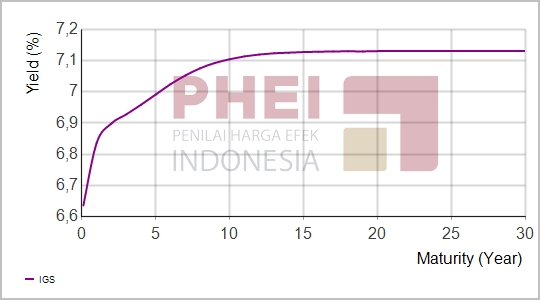 Yield (%)
7,2
7,1
7
6,9
6,8
6,7
6,6
PHEI
PENILAI HARGA EFEK
INDONESIA
0 5 10 15 20 25 30
Maturity (Year)
IGS